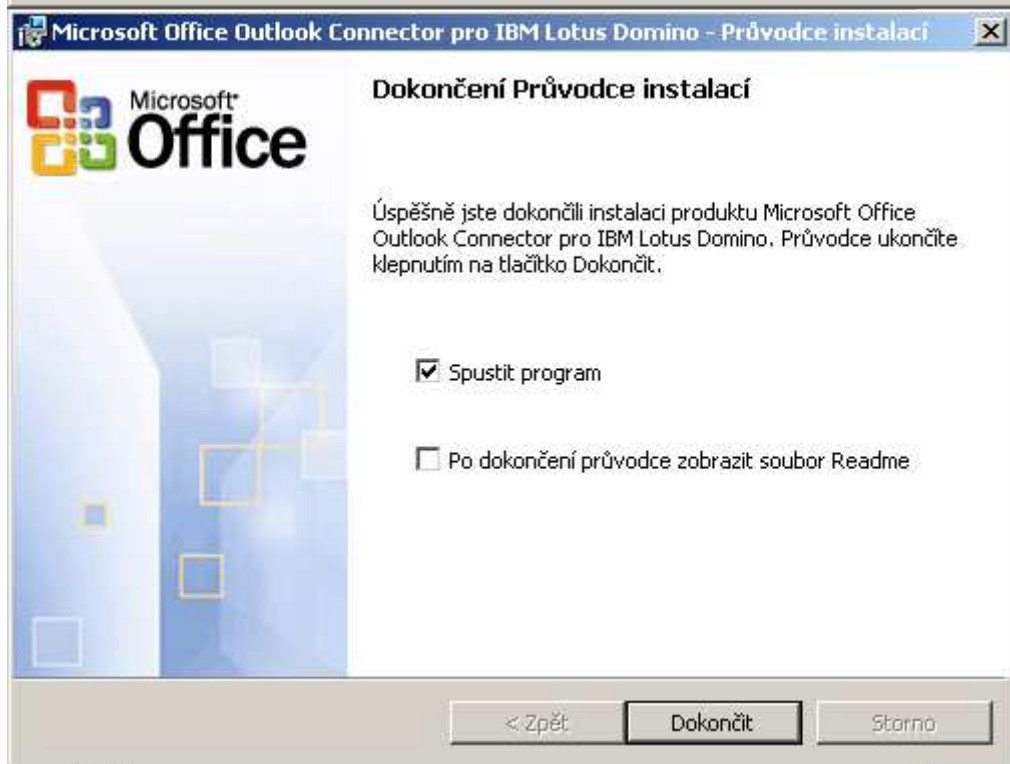 Microsoft Office Outlook Connector pro IBM Lotus Domino - Průvodce instalací
Microsoft
Office
Dokončení Průvodce instalací
Úspěšně jste dokončili instalaci produktu Microsoft Office
Outlook Connector pro IBM Lotus Domino. Průvodce ukončíte
klepnutím na tlačítko Dokončit.
Spustit program
Po dokončení průvodce zobrazit soubor Readme
< Zpět
Dokončit
Storno